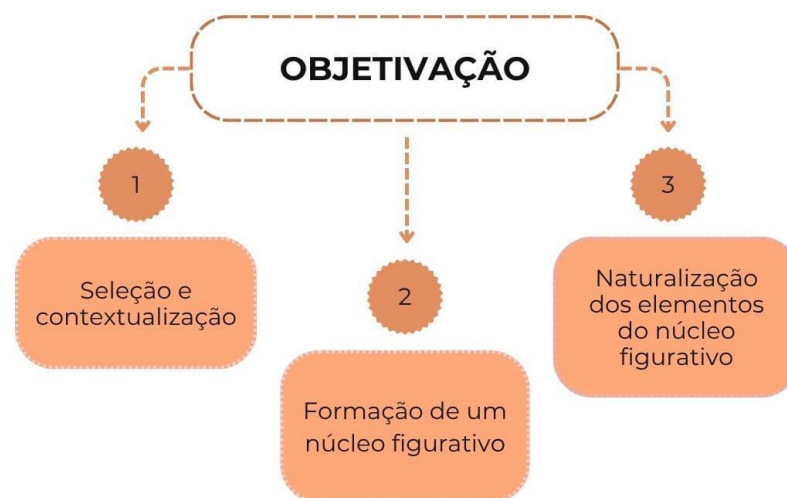 OBJETIVAÇÃO
1
Seleção e
contextualização
2
Formação de um
núcleo figurativo
3
Naturalização
dos elementos
do núcleo
figurativo